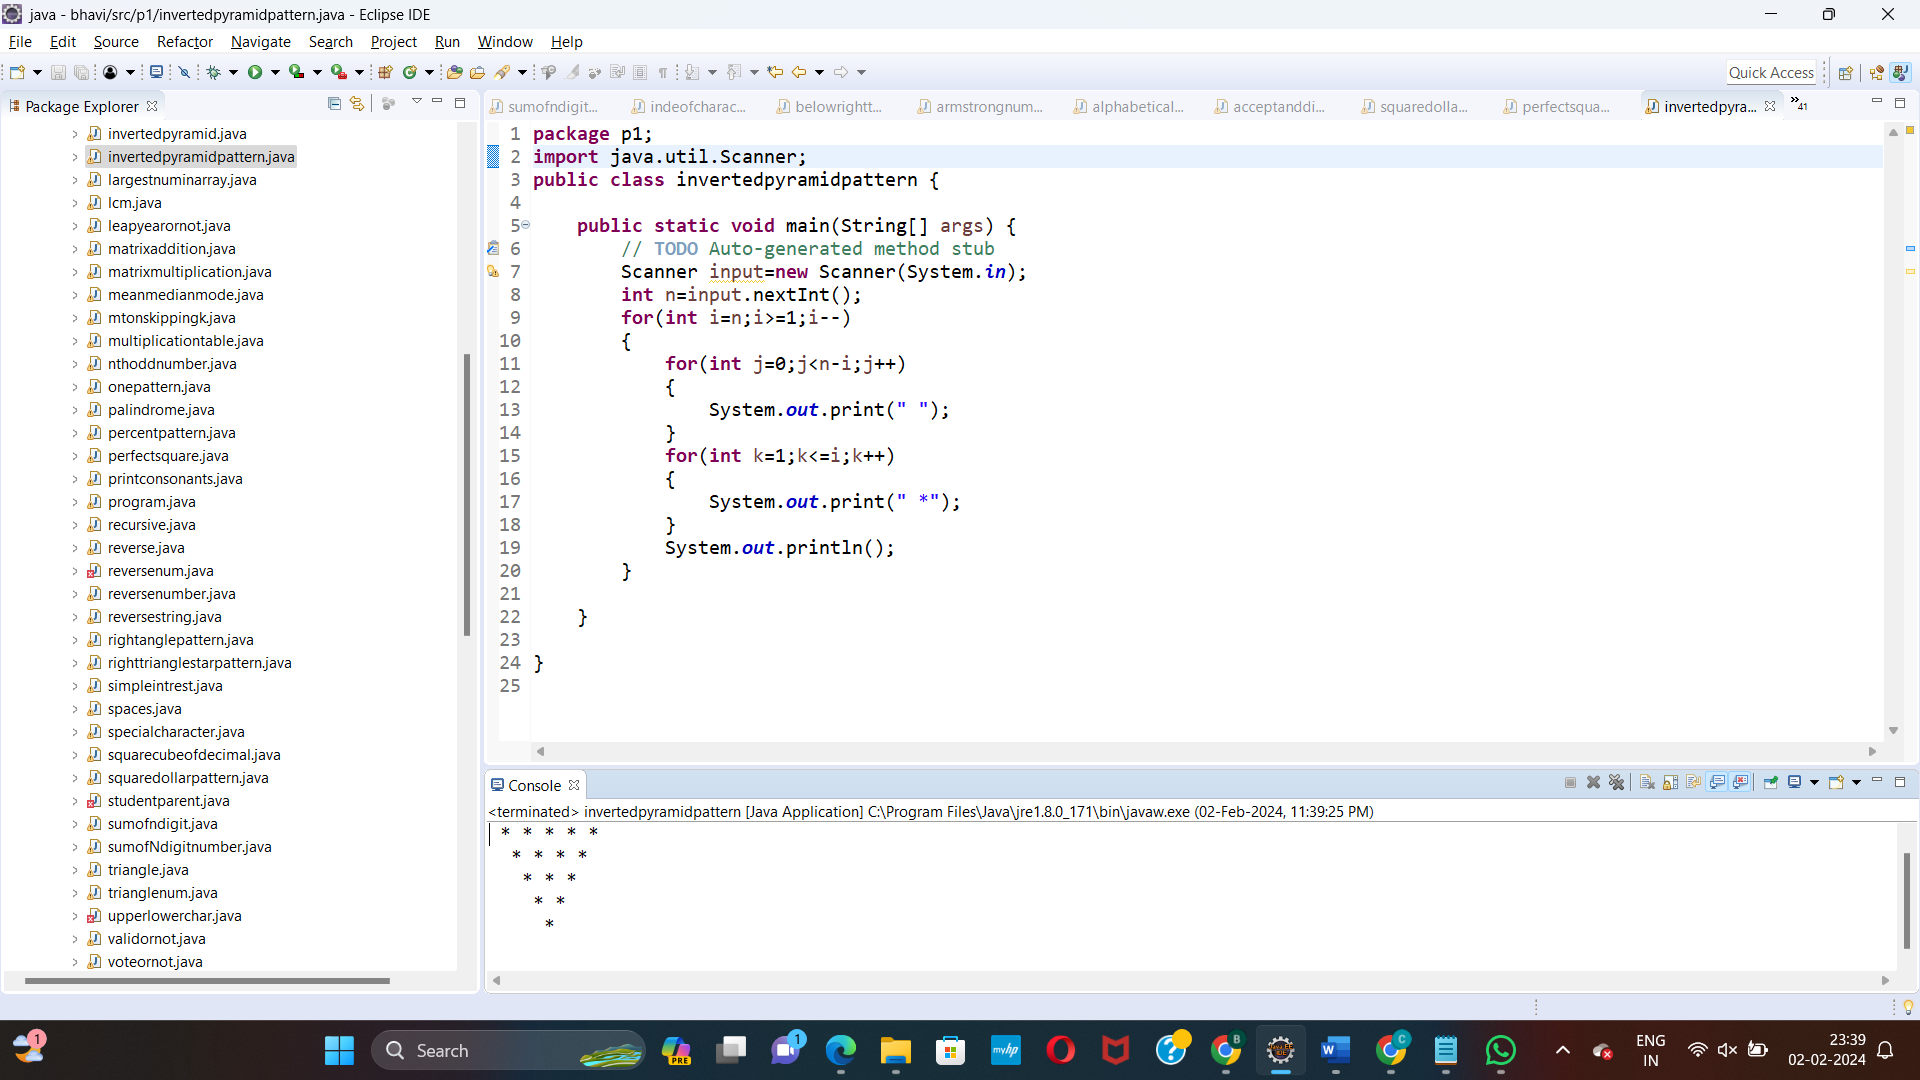 java - bhavi/src/p1/invertedpyramidpattern.java - Eclipse IDE
File Edit Source Refactor Navigate Search Project Run Window Help
Quick Access
Package Explorer
invertedpyramid.java
invertedpyramidpattern.java
largestnuminarray.java
lcm.java
leapyearornot.java
matrixaddition.java
matrixmultiplication.java
meanmedianmode.java
mtonskippingk.java
multiplicationtable.java
nthoddnumber.java
onepattern.java
palindrome.java
percentpattern.java
perfectsquare.java
printconsonants.java
program.java
recursive.java
reverse.java
reversenum.java
reversenumber.java
reversestring.java
rightanglepattern.java
righttrianglestarpattern.java
simpleintrest.java
spaces.java
specialcharacter.java
squarecubeofdecimal.java
squaredollarpattern.java
studentparent.java
sumofndigit.java
sumofNdigitnumber.java
triangle.java
trianglenum.java
upperlowerchar.java
validornot.java
voteornot.java
sumofndigit... indeofcharac... belowrightt... armstrongnum... alphabetical... acceptanddi... squaredolla... perfectsqua... invertedpyra... »41
1 package p1;
2 import java.util.Scanner;
3 public class invertedpyramidpattern {
4
5 public static void main(String[] args) {
6 // TODO Auto-generated method stub
7 Scanner input=new Scanner(System.in);
8 int n=input.nextInt();
9 for(int i=n;i>=1;i--)
10 {
11 for(int j=0;j<n-i;j++)
12 {
13 System.out.print(" ");
14 }
15 for(int k=1;k<=i;k++)
16 {
17 System.out.print(" *");
18 }
19 System.out.println();
20 }
21
22 }
23
24 }
25
Console
<terminated> invertedpyramidpattern [Java Application] C:\Program Files\Java\jre1.8.0_171\bin\javaw.exe (02-Feb-2024, 11:39:25 PM)
* * * * *
* * * *
* * *
* *
*
1
Search
PRE
1
myhp
B
C
ENG
IN
23:39
02-02-2024